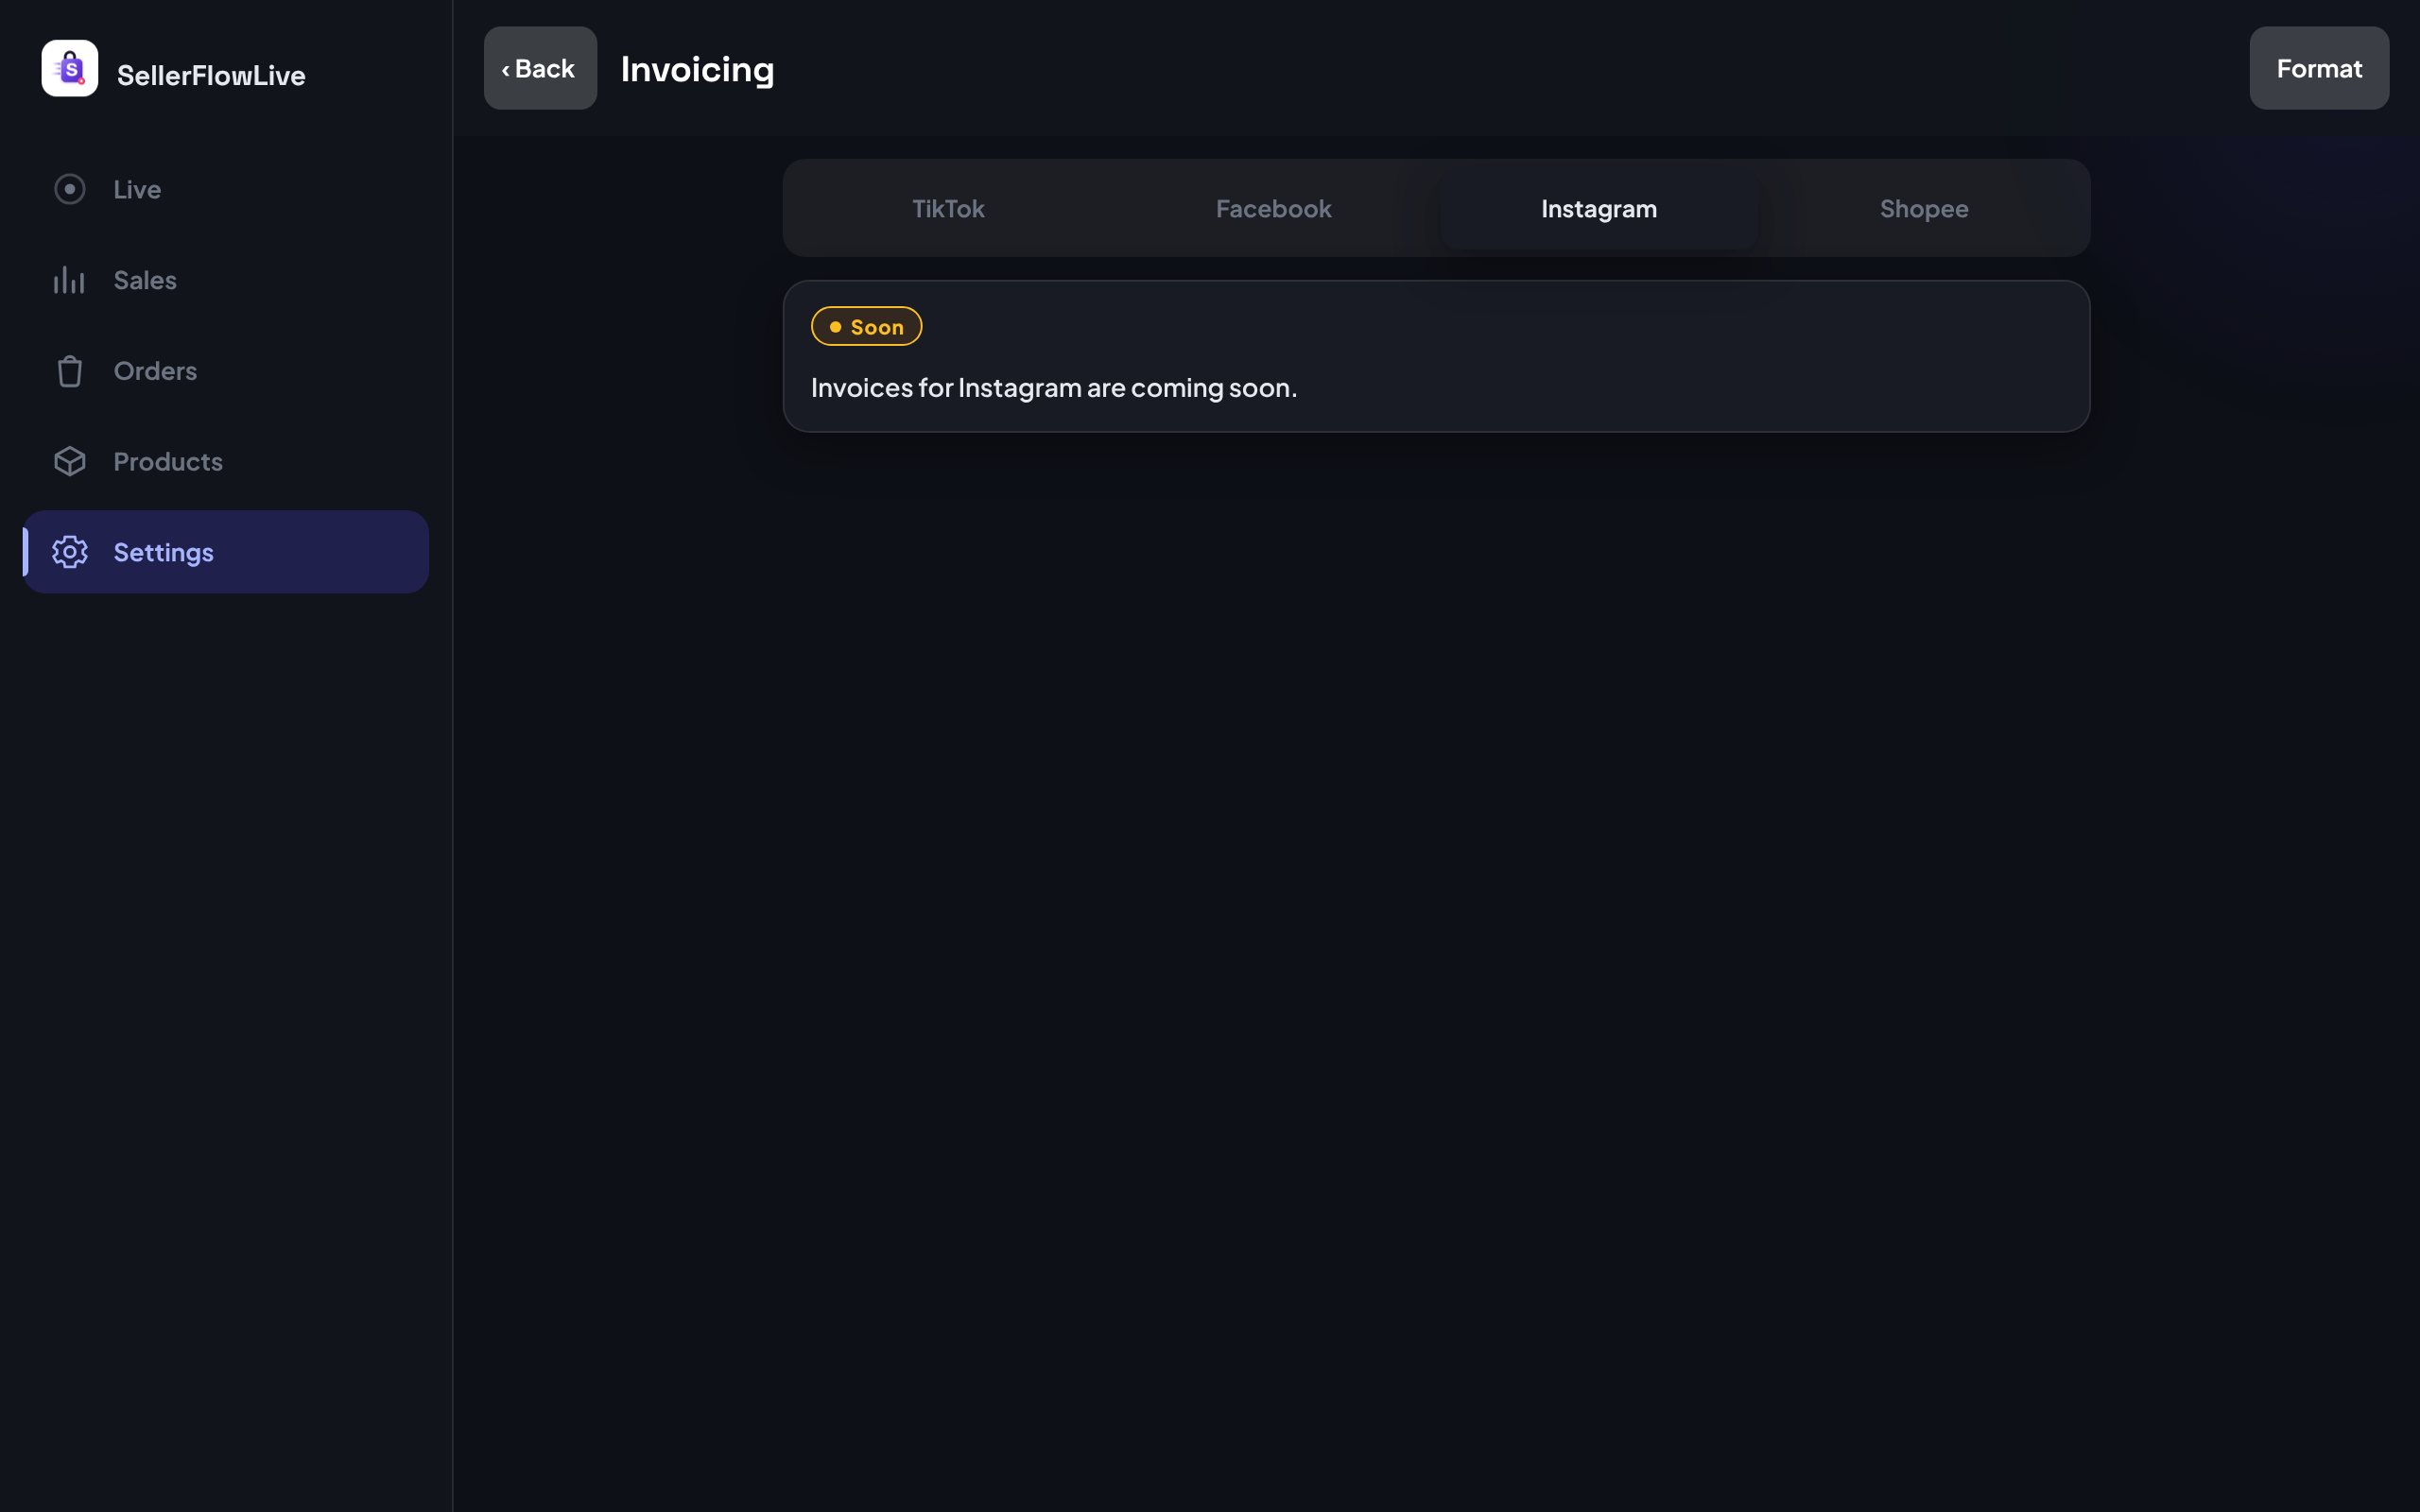 SellerFlowLive
Live
Sales
Orders
Products
Settings
‹ Back
Invoicing
Format
TikTok
Facebook
Instagram
Shopee
Soon
Invoices for Instagram are coming soon.